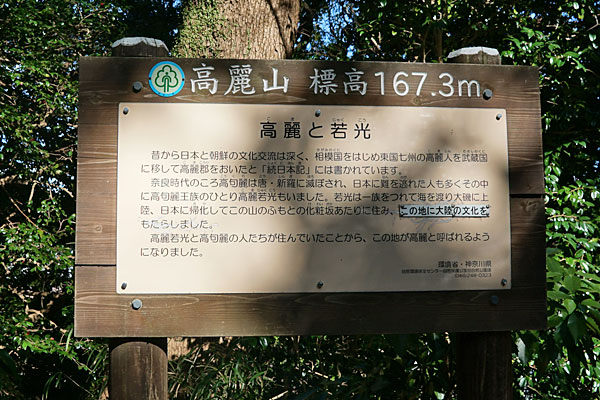 高麗山 標高167.3m
高麗と若光
昔から日本と朝鮮の文化交流は深く、相模国をはじめ東国七州の高麗人を武蔵国
に移して高麗郡をおいたと「続日本記」には書かれています。
奈良時代のころ高句麗は唐・新羅に滅ぼされ、日本に難を逃れた人も多くその中
に高句麗王族のひとり高麗若光もいました。若光は一族をつれて海を渡り大磯に上
陸、日本に帰化してこの山のふもとの化粧坂あたりに住み、この地に大陸の文化を
もたらしました。
高麗若光と高句麗の人たちが住んでいたことから、この地が高麗と呼ばれるよう
になりました。
環境省・神奈川県